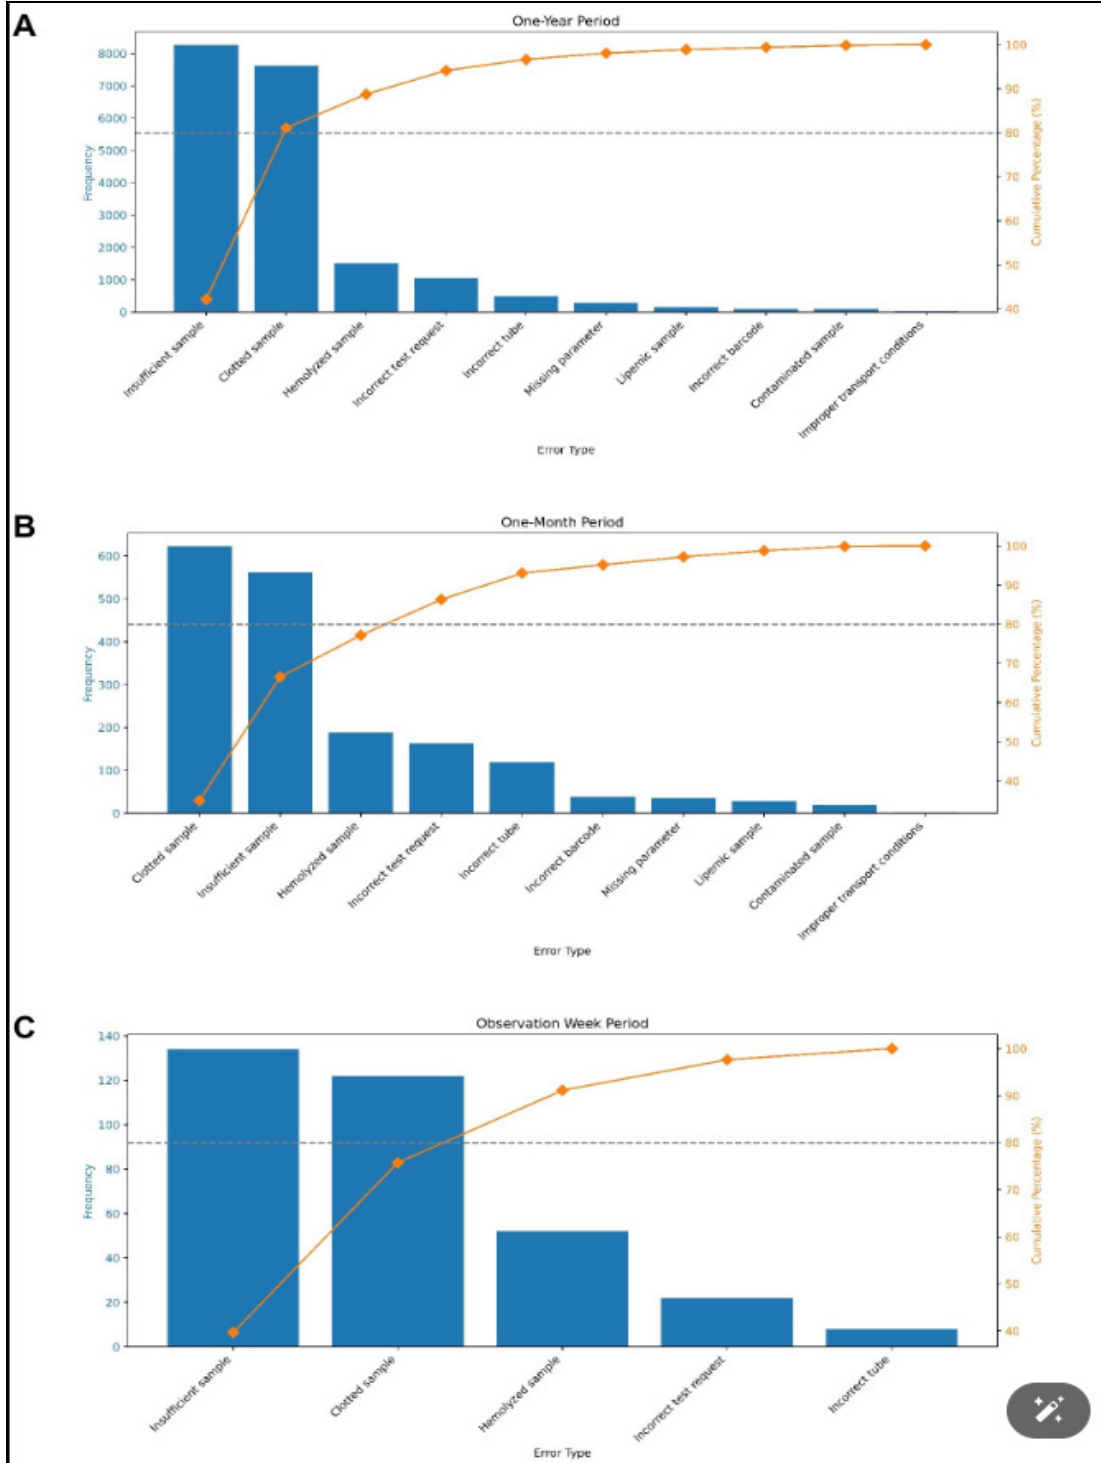 A
One-Year Period
Frequency
8000
7000
6000
5000
4000
3000
2000
1000
0
100
90
80
70
60
50
40
Cumulative Percentage (%)
Insufficient sample
Clotted sample
Hemolyzed sample
Incorrect test request
Incorrect tube
Missing parameter
Lipemic sample
Incorrect barcode
Contaminated sample
Improper transport conditions
Error Type
B
One-Month Period
Frequency
600
500
400
300
200
100
0
100
90
80
70
60
50
40
Cumulative Percentage (%)
Clotted sample
Insufficient sample
Hemolyzed sample
Incorrect test request
Incorrect tube
Incorrect barcode
Missing parameter
Lipemic sample
Contaminated sample
Improper transport conditions
Error Type
C
Observation Week Period
Frequency
140
120
100
80
60
40
20
0
100
90
80
70
60
50
40
Cumulative Percentage (%)
Insufficient sample
Clotted sample
Hemolyzed sample
Incorrect test request
Incorrect tube
Error Type